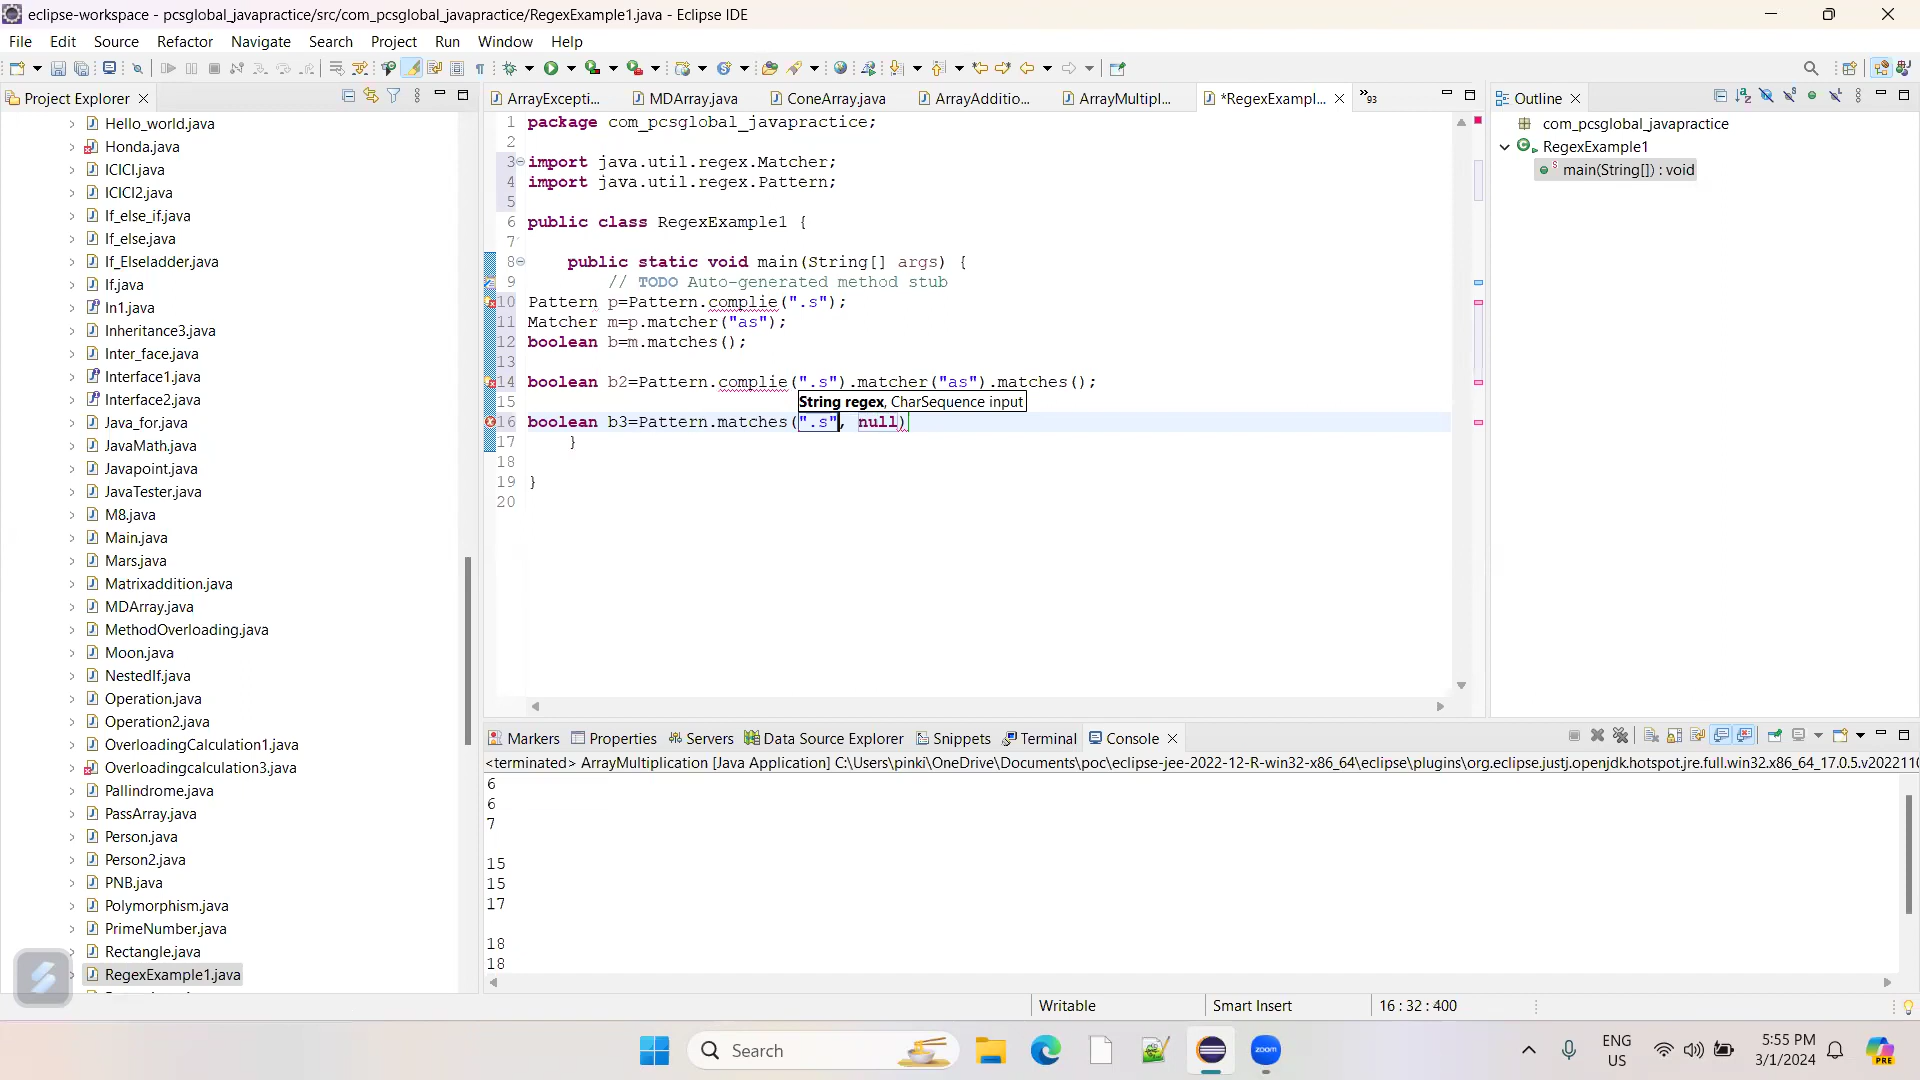 eclipse-workspace - pcsglobal_javapractice/src/com_pcsglobal_javapractice/RegexExample1.java - Eclipse IDE
File Edit Source Refactor Navigate Search Project Run Window Help
Project Explorer
Hello_world.java
Honda.java
ICICI.java
ICICI2.java
If_else_if.java
If_else.java
If_Elseladder.java
If.java
In1.java
Inheritance3.java
Inter_face.java
Interface1.java
Interface2.java
Java_for.java
JavaMath.java
Javapoint.java
JavaTester.java
M8.java
Main.java
Mars.java
Matrixaddition.java
MDArray.java
MethodOverloading.java
Moon.java
NestedIf.java
Operation.java
Operation2.java
OverloadingCalculation1.java
Overloadingcalculation3.java
Pallindrome.java
PassArray.java
Person.java
Person2.java
PNB.java
Polymorphism.java
PrimeNumber.java
Rectangle.java
RegexExample1.java
ArrayExcepti... MDArray.java ConeArray.java ArrayAdditio... ArrayMultipl... *RegexExampl... »93
1 package com_pcsglobal_javapractice;
2
3 import java.util.regex.Matcher;
4 import java.util.regex.Pattern;
5
6 public class RegexExample1 {
7
8 public static void main(String[] args) {
9 // TODO Auto-generated method stub
10 Pattern p=Pattern.complie(".s");
11 Matcher m=p.matcher("as");
12 boolean b=m.matches();
13
14 boolean b2=Pattern.complie(".s").matcher("as").matches();
15
String regex, CharSequence input
16 boolean b3=Pattern.matches(".s", null)
17 }
18
19 }
20
Outline
com_pcsglobal_javapractice
RegexExample1
main(String[]) : void
Markers Properties Servers Data Source Explorer Snippets Terminal Console
<terminated> ArrayMultiplication [Java Application] C:\Users\pinki\OneDrive\Documents\poc\eclipse-jee-2022-12-R-win32-x86_64\eclipse\plugins\org.eclipse.justj.openjdk.hotspot.jre.full.win32.x86_64_17.0.5.v2022110
6
6
7
15
15
17
18
18
Writable Smart Insert 16 : 32 : 400
Search
zoom
ENG
US
5:55 PM
3/1/2024
PRE